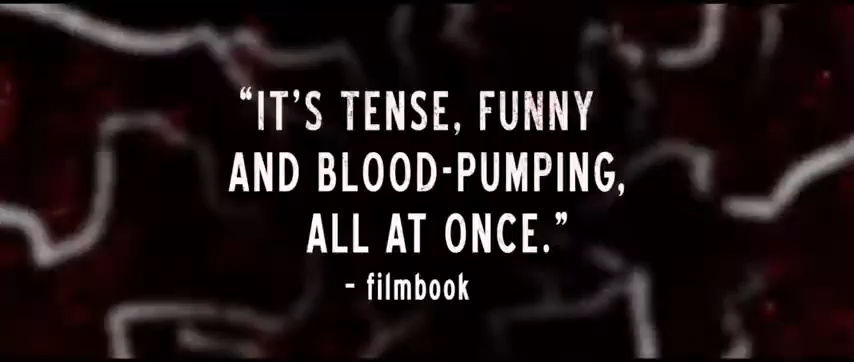 “IT’S TENSE, FUNNY
AND BLOOD-PUMPING,
ALL AT ONCE.”
- filmbook